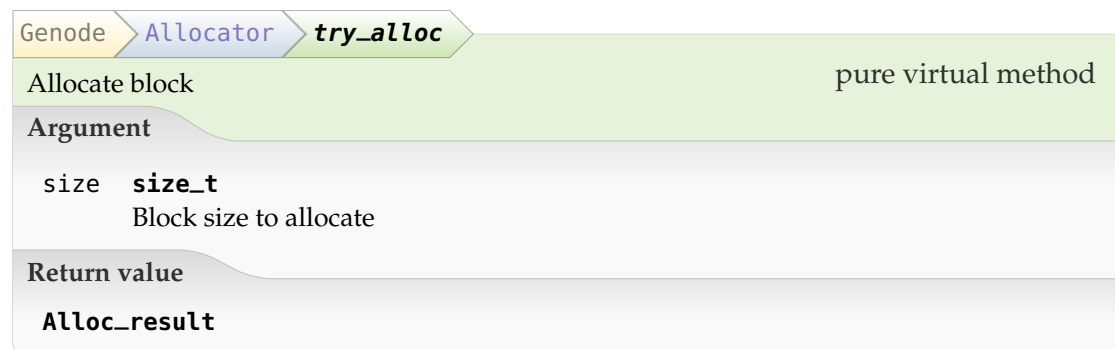 Genode Allocator try_alloc
Allocate block pure virtual method
Argument
size size_t
Block size to allocate
Return value
Alloc_result